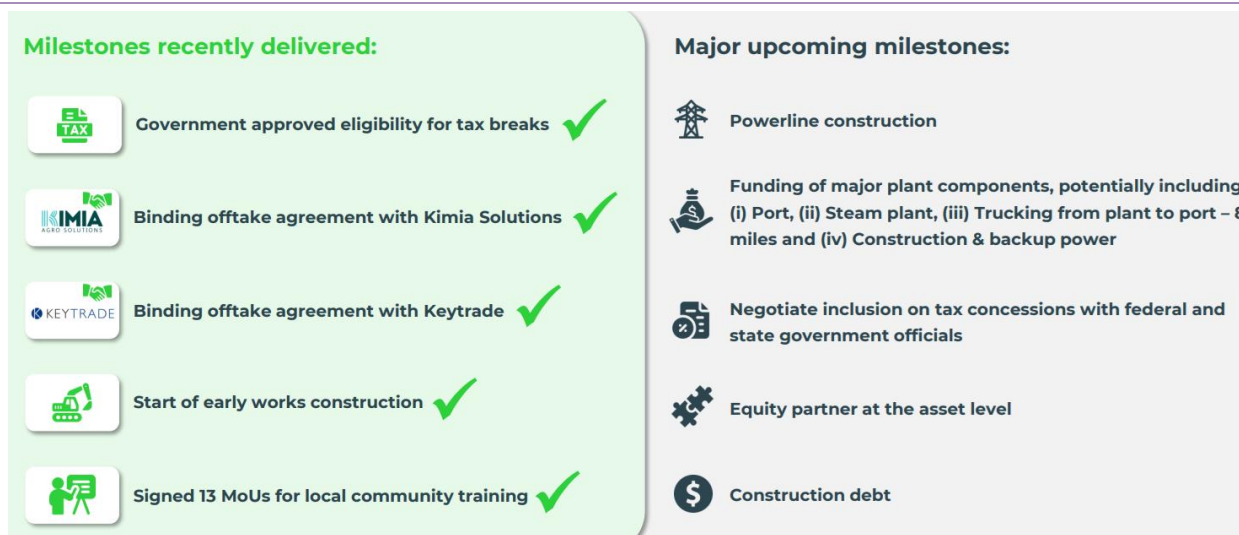 Milestones recently delivered:
TAX
Government approved eligibility for tax breaks
KIMIA
AGRO SOLUTIONS
Binding offtake agreement with Kimia Solutions
KEYTRADE
Binding offtake agreement with Keytrade
Start of early works construction
Signed 13 MoUs for local community training
Major upcoming milestones:
Powerline construction
Funding of major plant components, potentially including
(i) Port, (ii) Steam plant, (iii) Trucking from plant to port –
miles and (iv) Construction & backup power
Negotiate inclusion on tax concessions with federal and
state government officials
Equity partner at the asset level
Construction debt